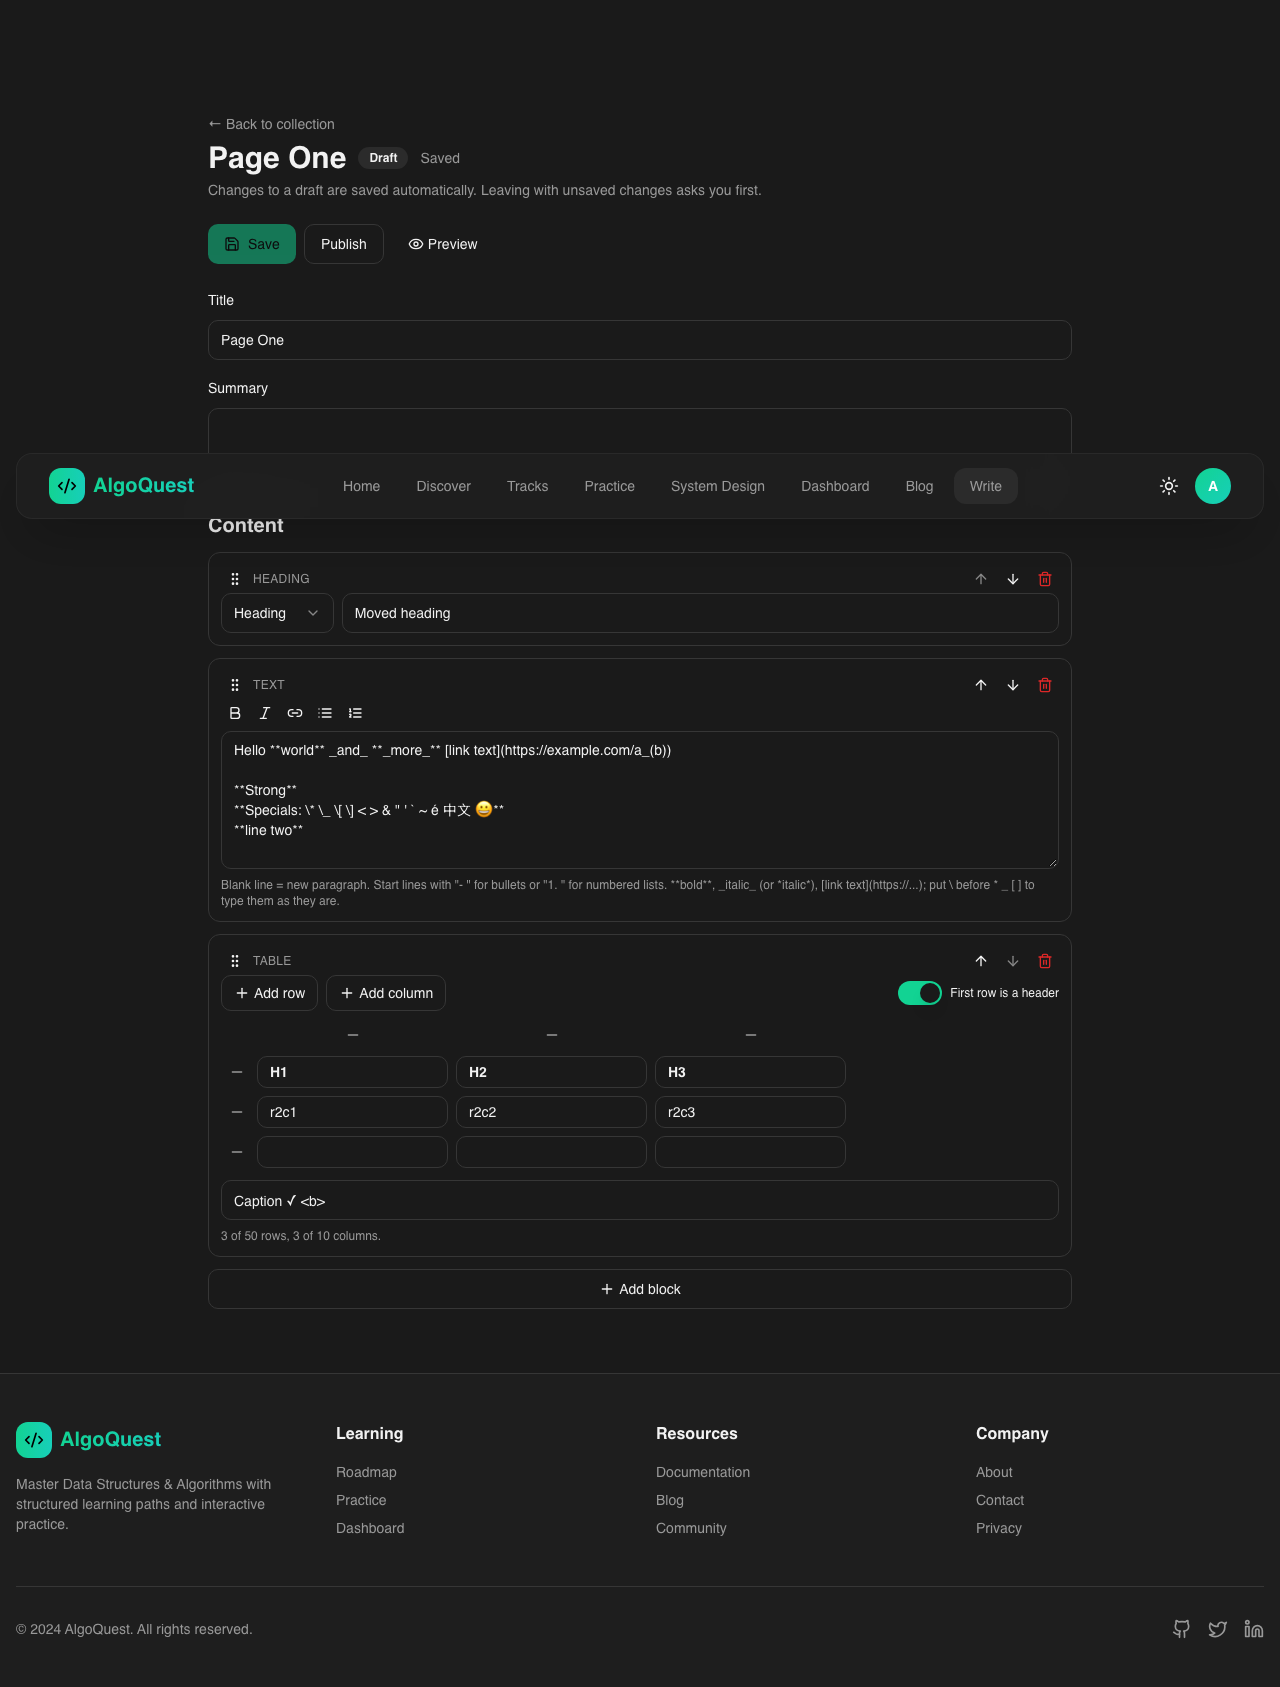 ← Back to collection
Page One Draft Saved
Changes to a draft are saved automatically. Leaving with unsaved changes asks you first.
Save Publish Preview
Title
Page One
Summary
AlgoQuest Home Discover Tracks Practice System Design Dashboard Blog Write A
Content
HEADING
Heading Moved heading
TEXT
Hello **world** _and_ **_more_** [link text](https://example.com/a_(b))
**Strong**
**Specials: \* \_ \[ \] < > & " ' ` ~ é 中文 😀**
**line two**
Blank line = new paragraph. Start lines with "- " for bullets or "1. " for numbered lists. **bold**, _italic_ (or *italic*), [link text](https://...); put \ before * _ [ ] to
type them as they are.
TABLE
Add row Add column First row is a header
H1 H2 H3
r2c1 r2c2 r2c3
Caption ✓ <b>
3 of 50 rows, 3 of 10 columns.
Add block
AlgoQuest
Master Data Structures & Algorithms with
structured learning paths and interactive
practice.
Learning
Roadmap
Practice
Dashboard
Resources
Documentation
Blog
Community
Company
About
Contact
Privacy
© 2024 AlgoQuest. All rights reserved.